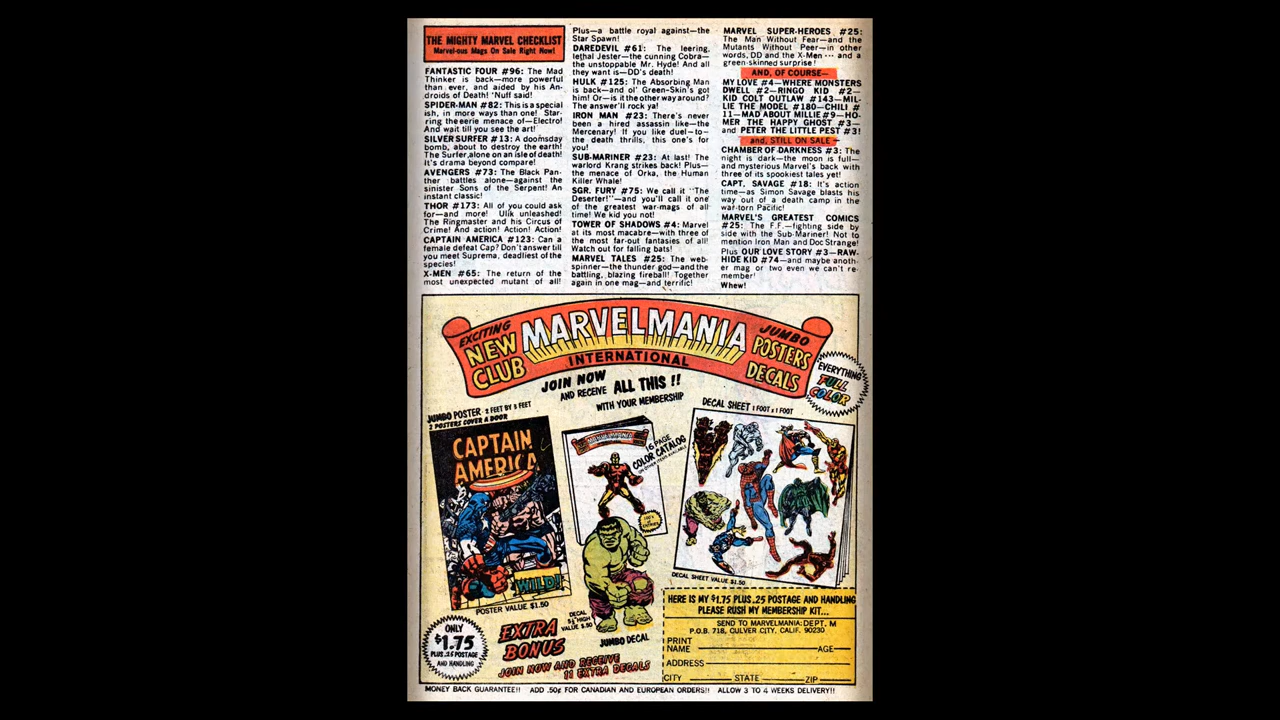 THE MIGHTY MARVEL CHECKLIST
Marvel-ous Mags On Sale Right Now!
FANTASTIC FOUR #96: The Mad
Thinker is back—more powerful
than ever, and aided by his An-
droids of Death! 'Nuff said!
SPIDER-MAN #82: This is a special
ish, in more ways than one! Star-
ring the eerie menace of—Electro!
And wait till you see the art!
SILVER SURFER #13: A doomsday
bomb, about to destroy the earth!
The Surfer, alone on an isle of death!
It's drama beyond compare!
AVENGERS #73: The Black Pan-
ther battles alone—against the
sinister Sons of the Serpent! An
instant classic!
THOR #173: All of you could ask
for—and more! Ulik unleashed!
The Ringmaster and his Circus of
Crime! And action! Action! Action!
CAPTAIN AMERICA #123: Can a
female defeat Cap? Don't answer till
you meet Suprema, deadliest of the
species!
X-MEN #65: The return of the
most unexpected mutant of all!
Plus—a battle royal against—the
Star Spawn!
DAREDEVIL #61: The leering,
lethal Jester—the cunning Cobra—
the unstoppable Mr. Hyde! And all
they want is—DD's death!
HULK #125: The Absorbing Man
is back—and ol' Green-Skin's got
him! Or—is it the other way around?
The answer'll rock ya!
IRON MAN #23: There's never
been a hired assassin like—the
Mercenary! If you like duel—to—
the death thrills, this one's for
you!
SUB-MARINER #23: At last! The
warlord Krang strikes back! Plus—
the menace of Orka, the Human
Killer Whale!
SGR. FURY #75: We call it "The
Deserter!"—and you'll call it one
of the greatest war-mags of all
time! We kid you not!
TOWER OF SHADOWS #4: Marvel
at its most macabre—with three of
the most far-out fantasies of all!
Watch out for falling bats!
MARVEL TALES #25: The web-
spinner—the thunder god—and the
battling, blazing fireball! Together
again in one mag—and terrific!
MARVEL SUPER-HEROES #25:
The Man Without Fear—and the
Mutants Without Peer—in other
words, DD and the X-Men --- and a
green-skinned surprise!
AND, OF COURSE—
MY LOVE #4—WHERE MONSTERS
DWELL #2—RINGO KID #2—
KID COLT OUTLAW #143—MIL-
LIE THE MODEL #180—CHILI #
11—MAD ABOUT MILLIE #9—HO-
MER THE HAPPY GHOST #3—
and PETER THE LITTLE PEST #3!
and, STILL ON SALE—
CHAMBER OF DARKNESS #3: The
night is dark—the moon is full—
and mysterious Marvel's back with
three of its spookiest tales yet!
CAPT. SAVAGE #18: It's action
time—as Simon Savage blasts his
way out of a death camp in the
war-torn Pacific!
MARVEL'S GREATEST COMICS
#25: The F.F.—fighting side by
side with the Sub-Mariner! Not to
mention Iron Man and Doc Strange!
Plus OUR LOVE STORY #3—RAW-
HIDE KID #74—and maybe anoth-
er mag or two even we can't re-
member!
Whew!
EXCITING
NEW
CLUB
MARVELMANIA
INTERNATIONAL
JUMBO
POSTERS
DECALS
EVERYTHING
FULL
COLOR
JOIN NOW
AND RECEIVE ALL THIS !!
WITH YOUR MEMBERSHIP
JUMBO POSTER - 2 FEET BY 3 FEET
2 POSTERS COVER A DOOR
CAPTAIN
AMERICA
WILD!
POSTER VALUE $1.50
16 PAGE
COLOR CATALOG
DECAL SHEET 1 FOOT x 1 FOOT
DECAL SHEET VALUE $1.50
DECAL
HIGH
VALUE $.50
JUMBO DECAL
ONLY
$1.75
PLUS .25 POSTAGE
AND HANDLING
EXTRA
BONUS
JOIN NOW AND RECEIVE
11 EXTRA DECALS
HERE IS MY $1.75 PLUS .25 POSTAGE AND HANDLING
PLEASE RUSH MY MEMBERSHIP KIT...
SEND TO MARVELMANIA: DEPT. M
P.O.B. 718, CULVER CITY, CALIF. 90230
PRINT
NAME AGE
ADDRESS
CITY STATE ZIP
MONEY BACK GUARANTEE!! ADD .50¢ FOR CANADIAN AND EUROPEAN ORDERS!! ALLOW 3 TO 4 WEEKS DELIVERY!!